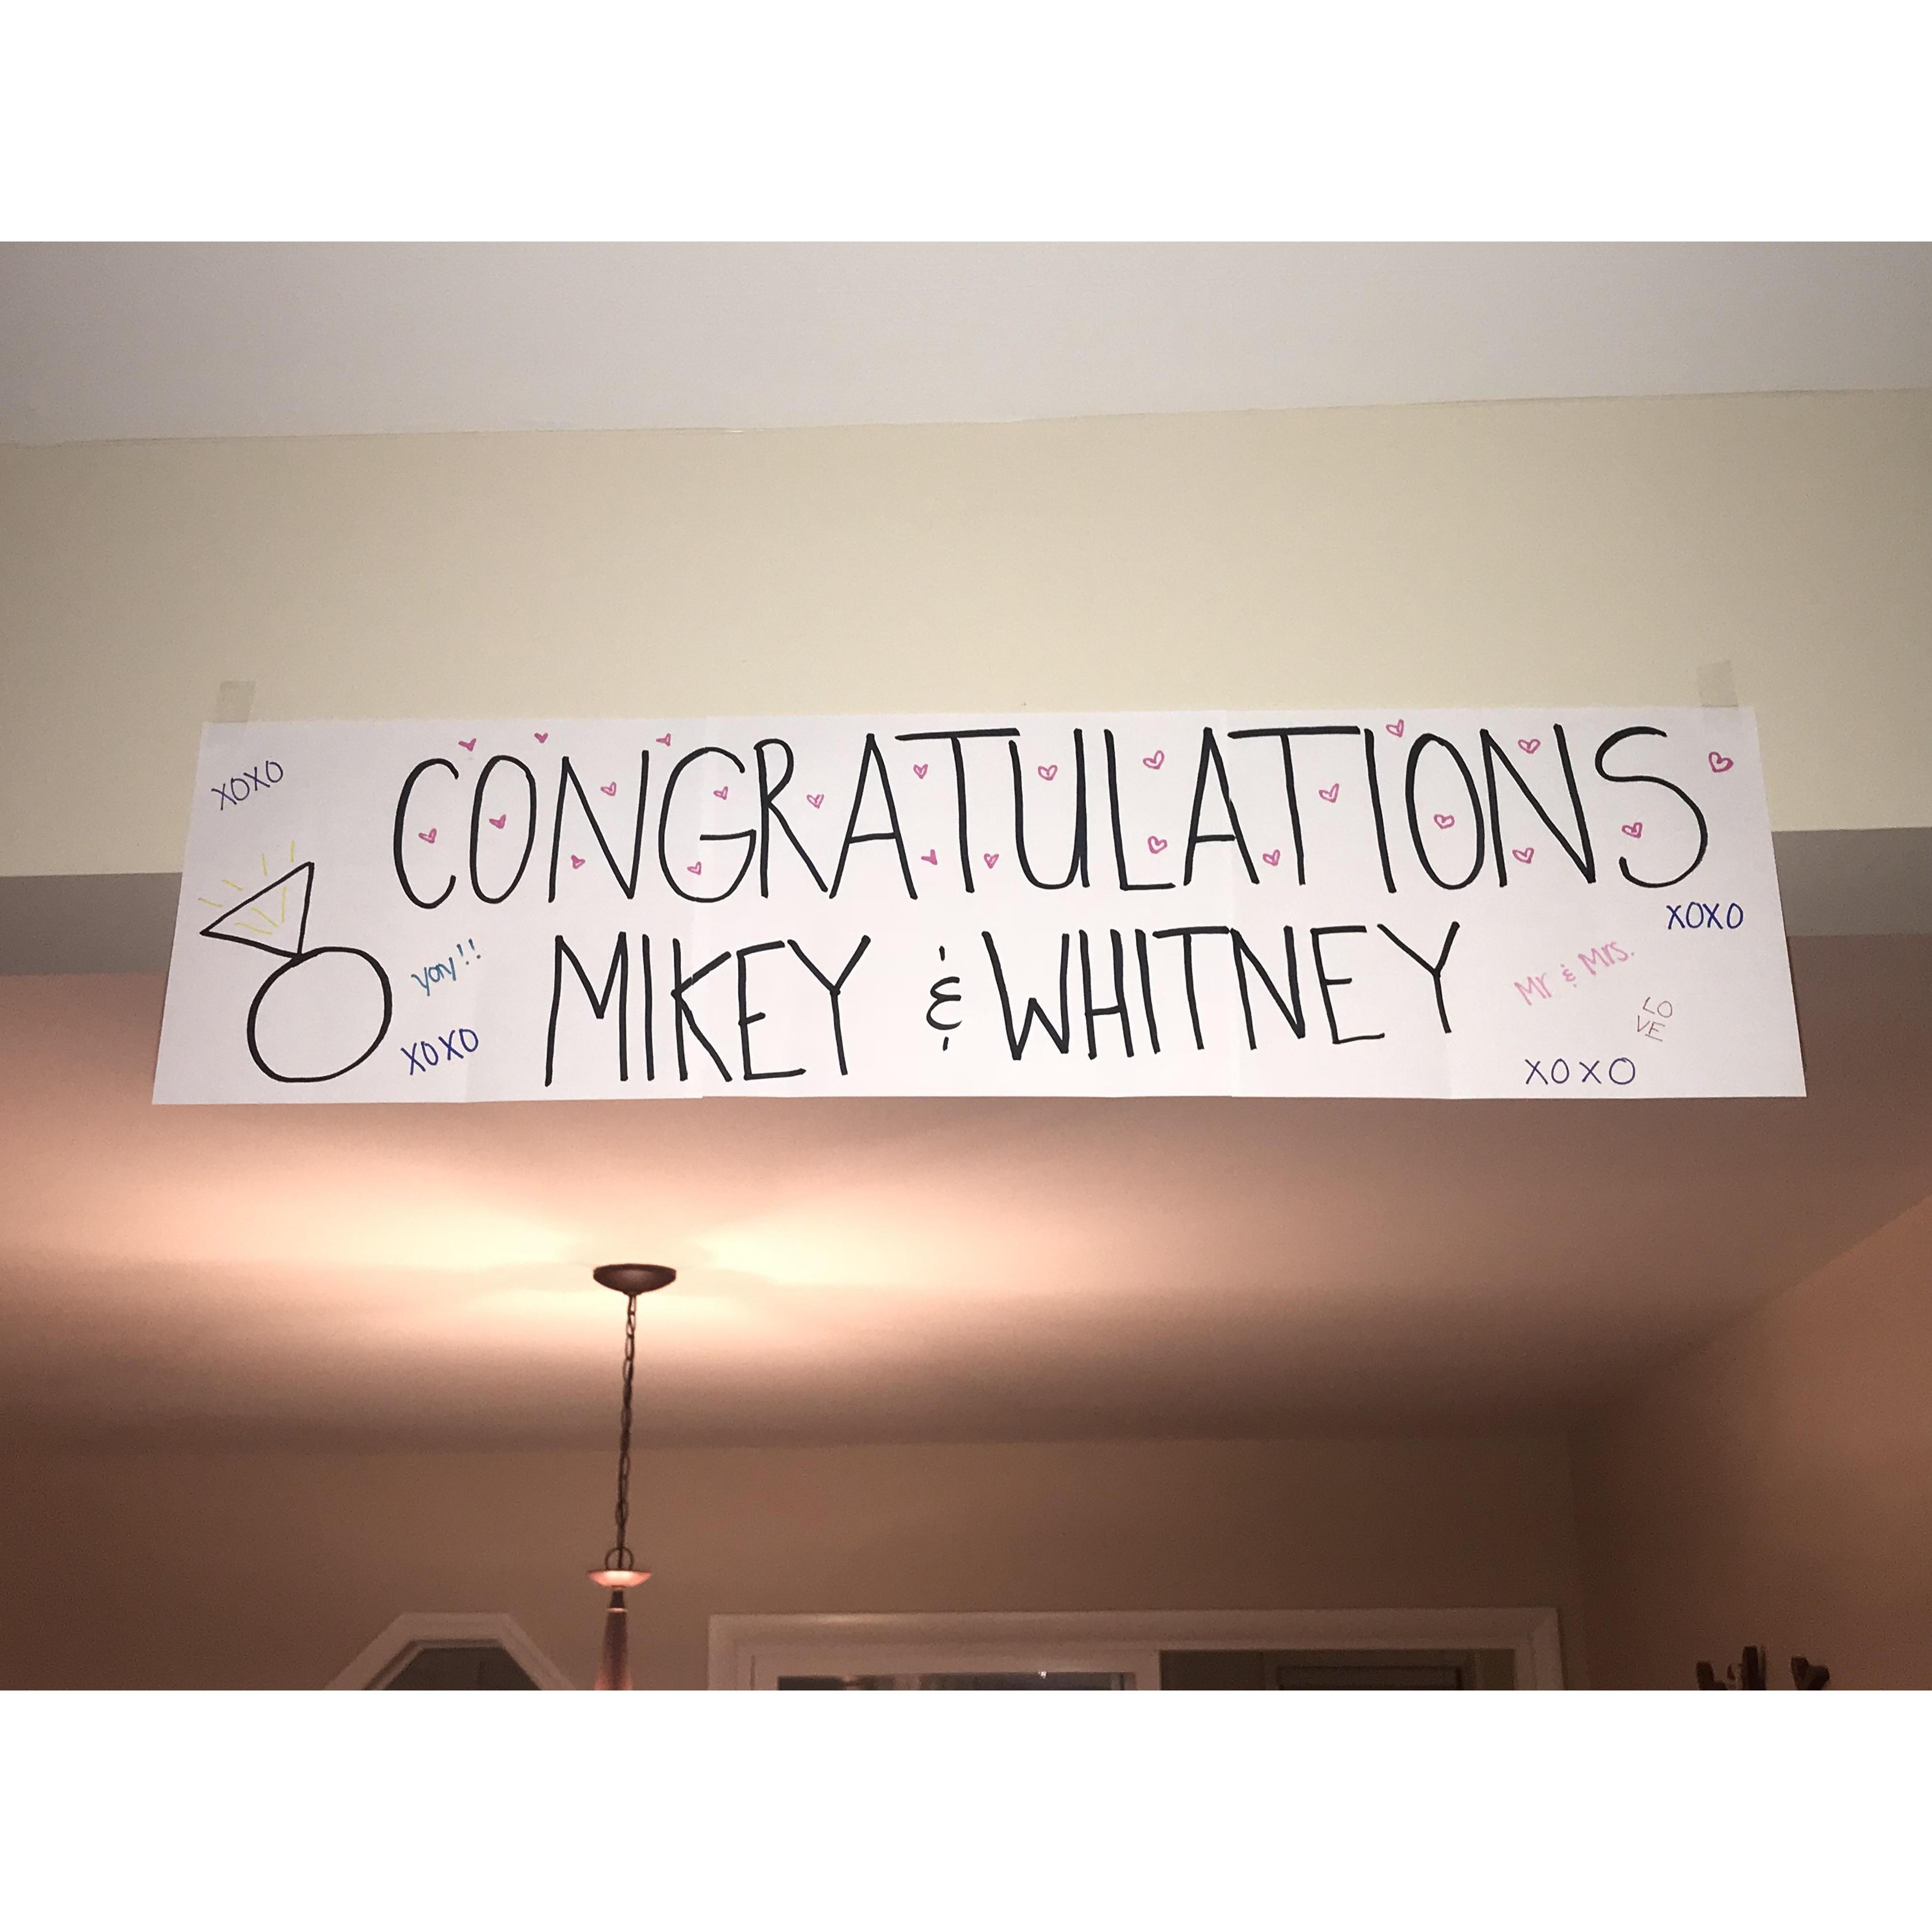 XOXO
CONGRATULATIONS
yay!!
XOXO
MIKEY & WHITNEY
XOXO
Mr & Mrs.
LO
VE
XOXO